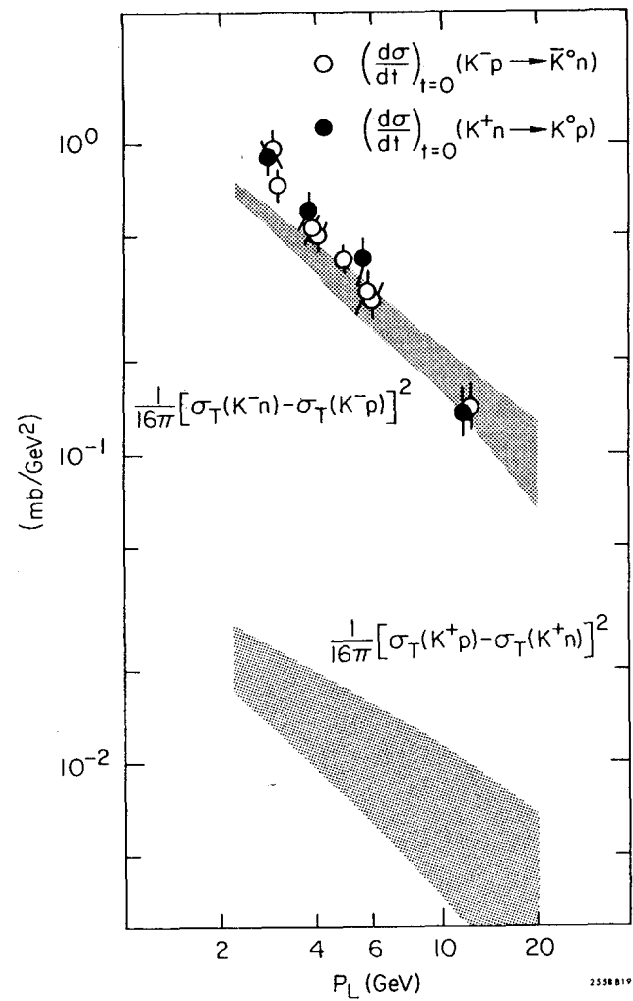 ○ (dσ/dt)t=0 (K⁻p → K̄°n)
● (dσ/dt)t=0 (K⁺n → K°p)
10⁰
1/16π [σT(K⁻n) − σT(K⁻p)]²
10⁻¹
(mb/GeV²)
1/16π [σT(K⁺p) − σT(K⁺n)]²
10⁻²
2 4 6 10 20
PL (GeV)
2558B19